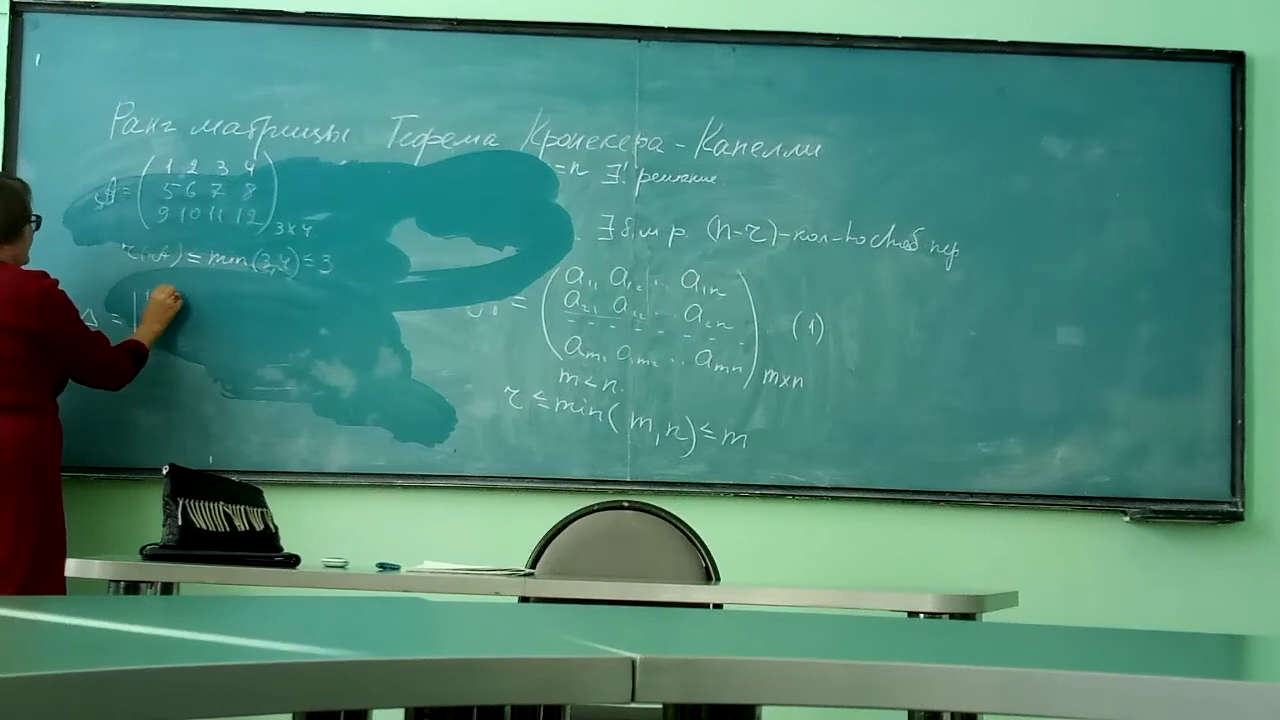 Ранг матрицы Теорема Кронекера - Капелли
A = ( 1 2 3 4
5 6 7 8
9 10 11 12 ) 3x4
r(A) ≤ min(3,4) ≤ 3
Δ = |1
=n ∃! решение
∃ б.м.р. (n-r)-кол-во своб пер
= ( a₁₁ a₁₂ ... a₁ₙ
a₂₁ a₂₂ ... a₂ₙ
- - - - - - - -
aₘ₁ aₘ₂ ... aₘₙ ) mxn (1)
m < n.
r ≤ min(m,n) ≤ m